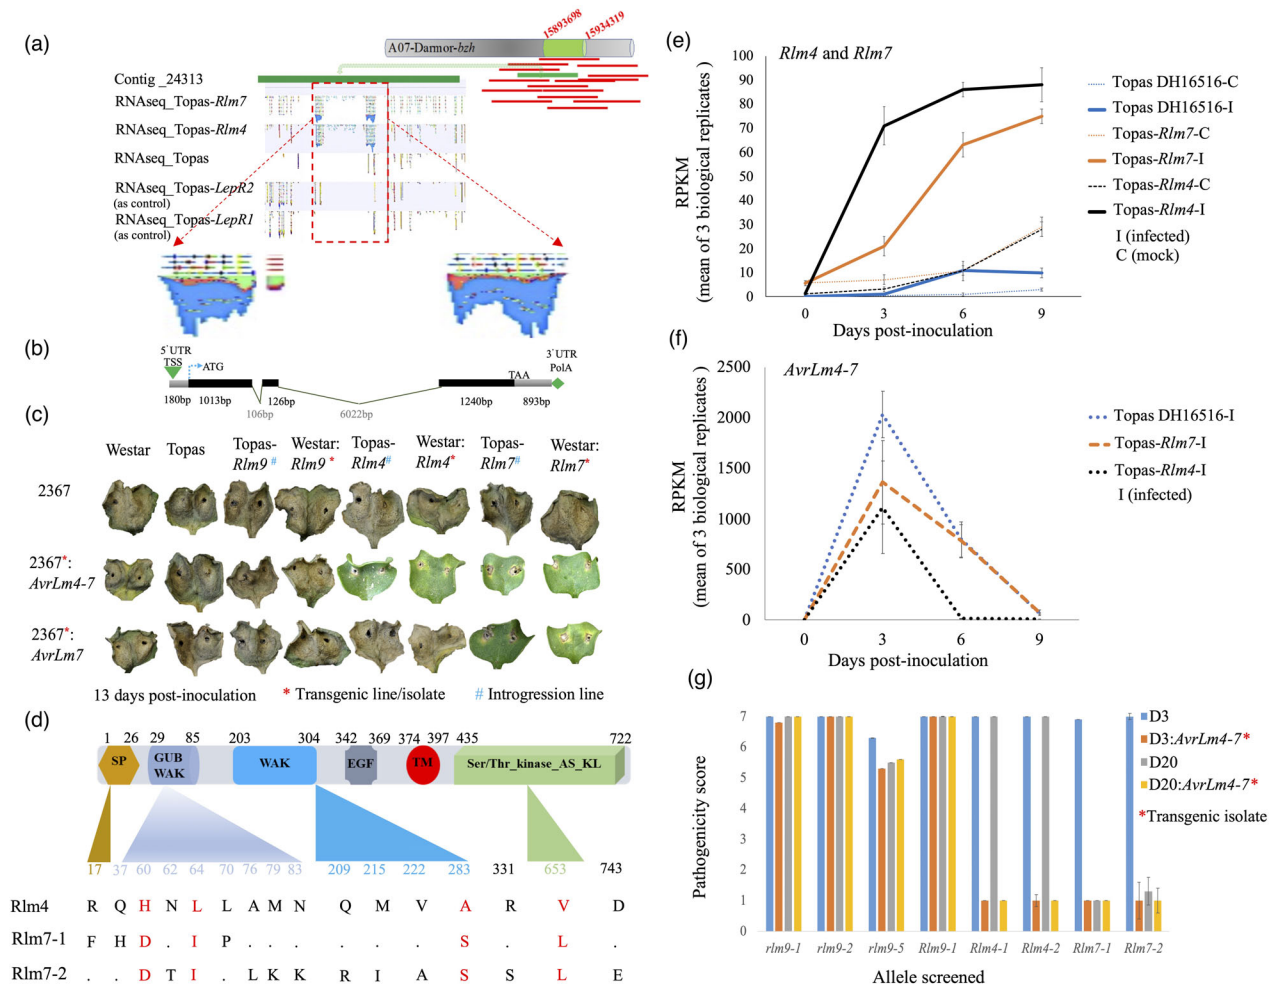 (a)
15893698
15934319
A07-Darmor-bzh
Contig _24313
RNAseq_Topas-Rlm7
RNAseq_Topas-Rlm4
RNAseq_Topas
RNAseq_Topas-LepR2
(as control)
RNAseq_Topas-LepR1
(as control)
(b)
5`UTR
TSS
ATG
TAA
3`UTR
PolA
180bp
1013bp
106bp
126bp
6022bp
1240bp
893bp
(c)
Westar
Topas
Topas-
Rlm9 #
Westar:
Rlm9 *
Topas-
Rlm4#
Westar:
Rlm4*
Topas-
Rlm7#
Westar:
Rlm7*
2367
2367*:
AvrLm4-7
2367*:
AvrLm7
13 days post-inoculation
* Transgenic line/isolate
# Introgression line
(d)
1 26 29 85 203 304 342 369 374 397 435 722
SP
GUB
WAK
WAK
EGF
TM
Ser/Thr_kinase_AS_KL
17 37 60 62 64 70 76 79 83 209 215 222 283 331 653 743
Rlm4 R Q H N L L A M N Q M V A R V D
Rlm7-1 F H D . I P . . . . . . S . L .
Rlm7-2 . . D T I . L K K R I A S S L E
(e)
Rlm4 and Rlm7
RPKM
(mean of 3 biological replicates )
100
90
80
70
60
50
40
30
20
10
0
0 3 6 9
Days post-inoculation
Topas DH16516-C
Topas DH16516-I
Topas-Rlm7-C
Topas-Rlm7-I
Topas-Rlm4-C
Topas-Rlm4-I
I (infected)
C (mock)
(f)
AvrLm4-7
RPKM
(mean of 3 biological replicates )
2500
2000
1500
1000
500
0
0 3 6 9
Days post-inoculation
Topas DH16516-I
Topas-Rlm7-I
Topas-Rlm4-I
I (infected)
(g)
Pathogenicity score
7
6
5
4
3
2
1
0
rlm9-1 rlm9-2 rlm9-5 Rlm9-1 Rlm4-1 Rlm4-2 Rlm7-1 Rlm7-2
Allele screened
D3
D3:AvrLm4-7*
D20
D20:AvrLm4-7*
*Transgenic isolate